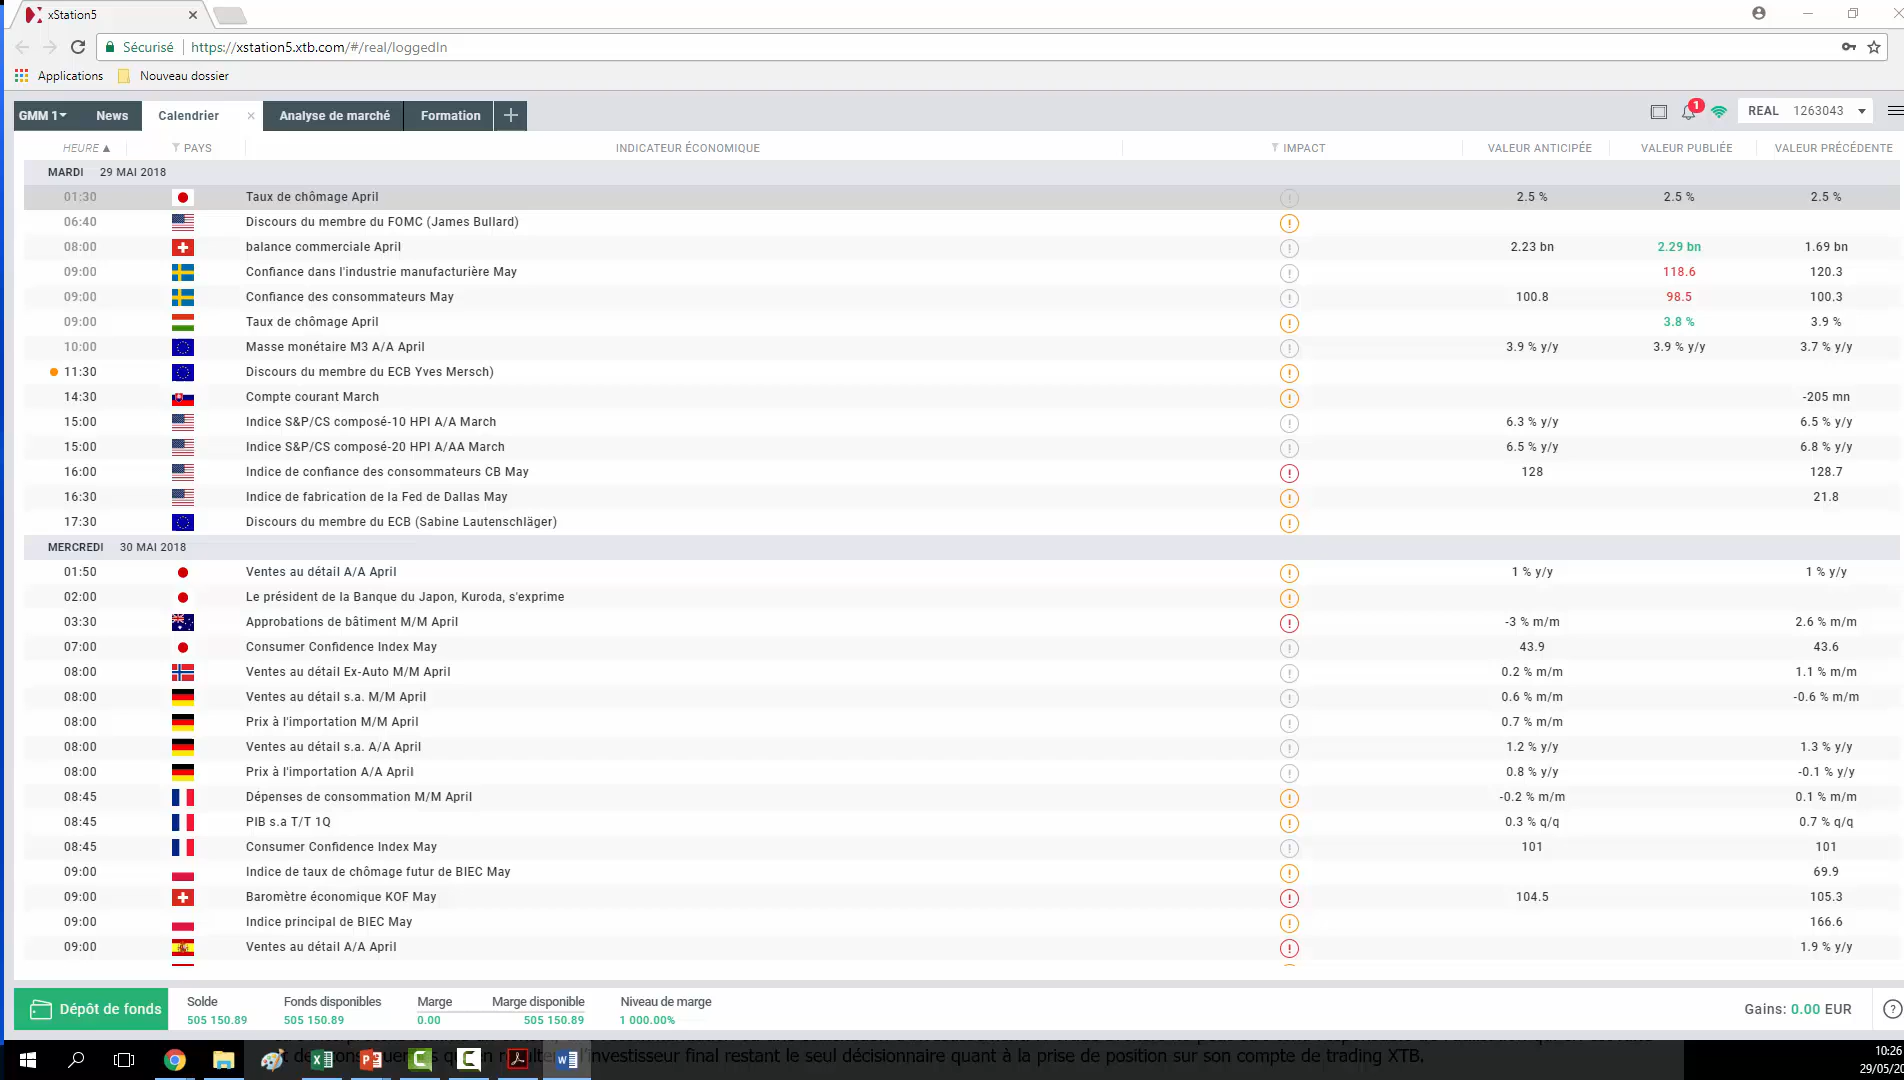 xStation5
Sécurisé https://xstation5.xtb.com/#/real/loggedIn
Applications Nouveau dossier
GMM 1 News Calendrier Analyse de marché Formation 1 REAL 1263043
HEURE PAYS INDICATEUR ÉCONOMIQUE IMPACT VALEUR ANTICIPÉE VALEUR PUBLIÉE VALEUR PRÉCÉDENTE
MARDI 29 MAI 2018
01:30 Taux de chômage April 2.5 % 2.5 % 2.5 %
06:40 Discours du membre du FOMC (James Bullard)
08:00 balance commerciale April 2.23 bn 2.29 bn 1.69 bn
09:00 Confiance dans l'industrie manufacturière May 118.6 120.3
09:00 Confiance des consommateurs May 100.8 98.5 100.3
09:00 Taux de chômage April 3.8 % 3.9 %
10:00 Masse monétaire M3 A/A April 3.9 % y/y 3.9 % y/y 3.7 % y/y
11:30 Discours du membre du ECB Yves Mersch)
14:30 Compte courant March -205 mn
15:00 Indice S&P/CS composé-10 HPI A/A March 6.3 % y/y 6.5 % y/y
15:00 Indice S&P/CS composé-20 HPI A/AA March 6.5 % y/y 6.8 % y/y
16:00 Indice de confiance des consommateurs CB May 128 128.7
16:30 Indice de fabrication de la Fed de Dallas May 21.8
17:30 Discours du membre du ECB (Sabine Lautenschläger)
MERCREDI 30 MAI 2018
01:50 Ventes au détail A/A April 1 % y/y 1 % y/y
02:00 Le président de la Banque du Japon, Kuroda, s'exprime
03:30 Approbations de bâtiment M/M April -3 % m/m 2.6 % m/m
07:00 Consumer Confidence Index May 43.9 43.6
08:00 Ventes au détail Ex-Auto M/M April 0.2 % m/m 1.1 % m/m
08:00 Ventes au détail s.a. M/M April 0.6 % m/m -0.6 % m/m
08:00 Prix à l'importation M/M April 0.7 % m/m
08:00 Ventes au détail s.a. A/A April 1.2 % y/y 1.3 % y/y
08:00 Prix à l'importation A/A April 0.8 % y/y -0.1 % y/y
08:45 Dépenses de consommation M/M April -0.2 % m/m 0.1 % m/m
08:45 PIB s.a T/T 1Q 0.3 % q/q 0.7 % q/q
08:45 Consumer Confidence Index May 101 101
09:00 Indice de taux de chômage futur de BIEC May 69.9
09:00 Baromètre économique KOF May 104.5 105.3
09:00 Indice principal de BIEC May 166.6
09:00 Ventes au détail A/A April 1.9 % y/y
Dépôt de fonds Solde Fonds disponibles Marge Marge disponible Niveau de marge Gains: 0.00 EUR
505 150.89 505 150.89 0.00 505 150.89 1 000.00%
l'investisseur final restant le seul décisionnaire quant à la prise de position sur son compte de trading XTB.
10:26
29/05/20